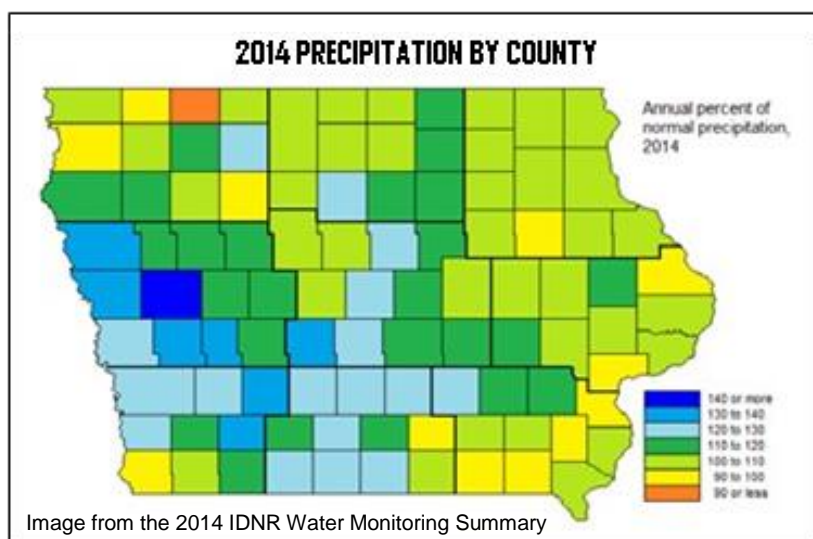 2014 PRECIPITATION BY COUNTY
Annual percent of
normal precipitation,
2014
140 or more
130 to 140
120 to 130
110 to 120
100 to 110
90 to 100
90 or less
Image from the 2014 IDNR Water Monitoring Summary